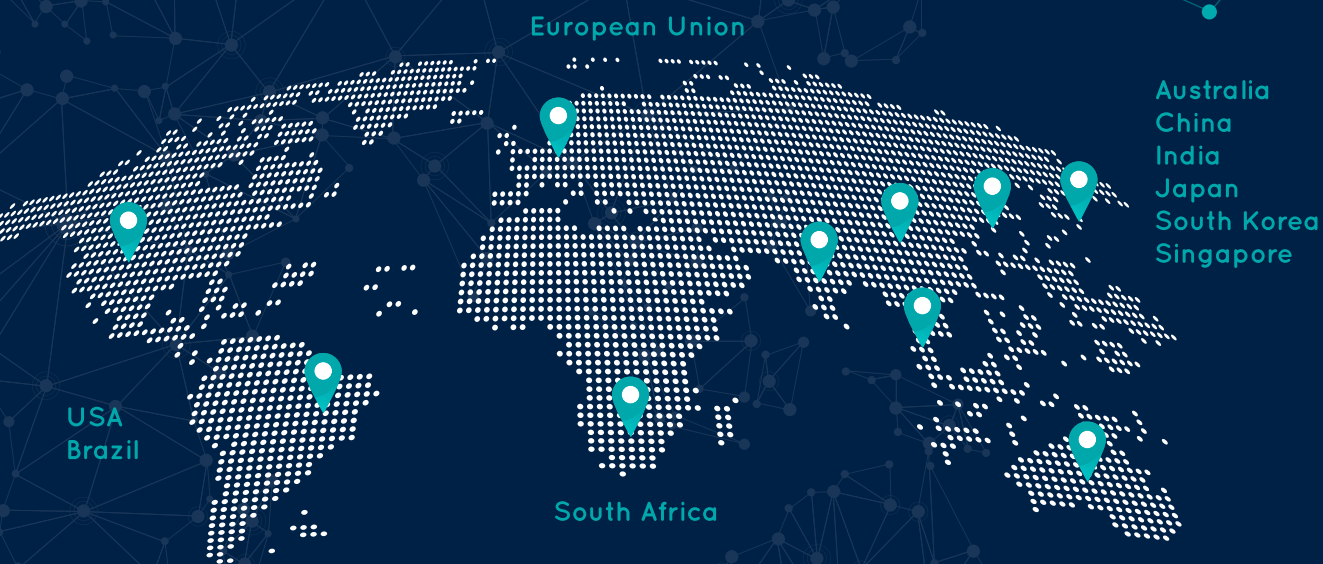 European Union
Australia
China
India
Japan
South Korea
Singapore
USA
Brazil
South Africa